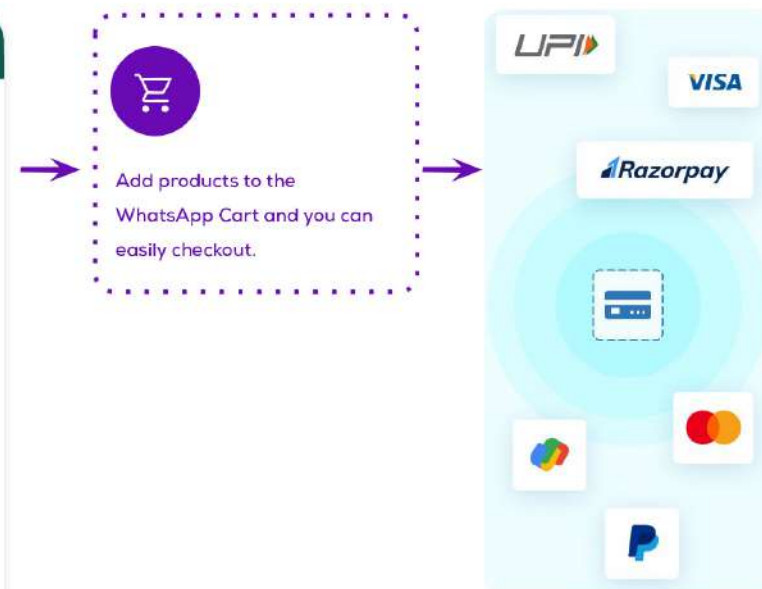 Add products to the
WhatsApp Cart and you can
easily checkout.
UPI
VISA
Razorpay